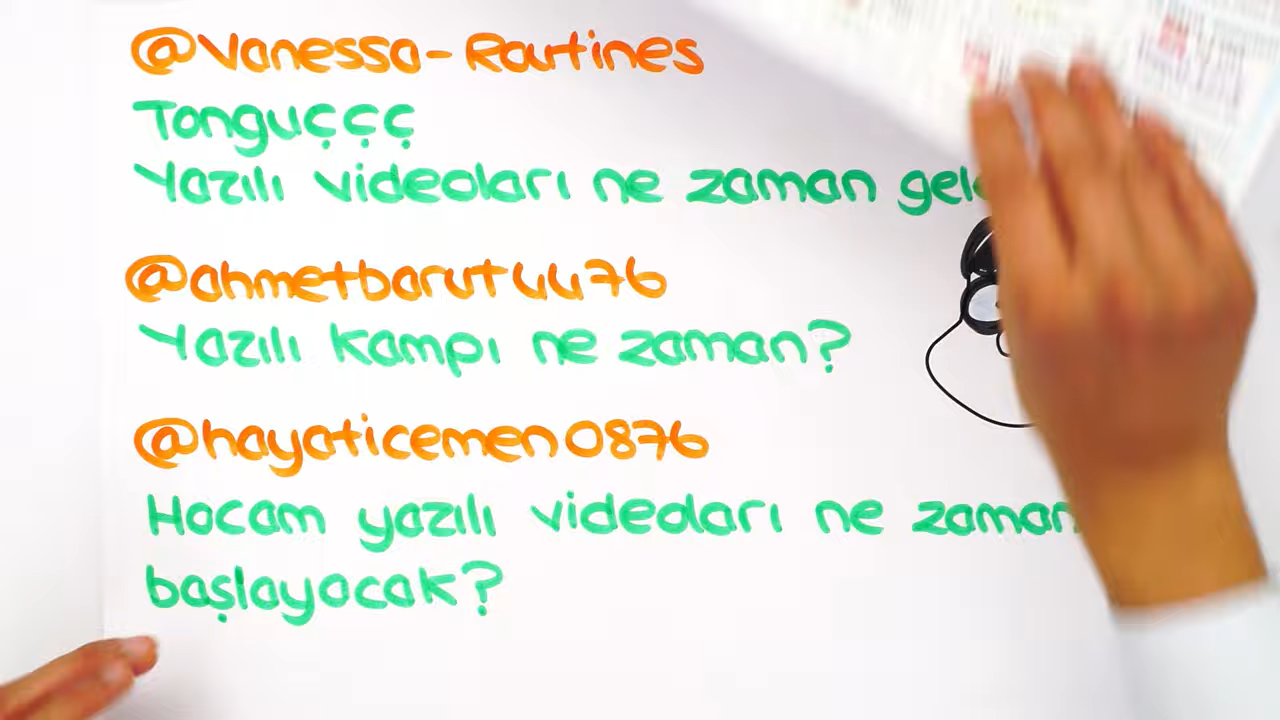 @Vanessa-Routines
Tonguççç
Yazılı videoları ne zaman
@ahmetbarut4476
Yazılı kampı ne zaman?
@hayaticemen0876
Hocam yazılı videoları ne zaman
başlayacak?